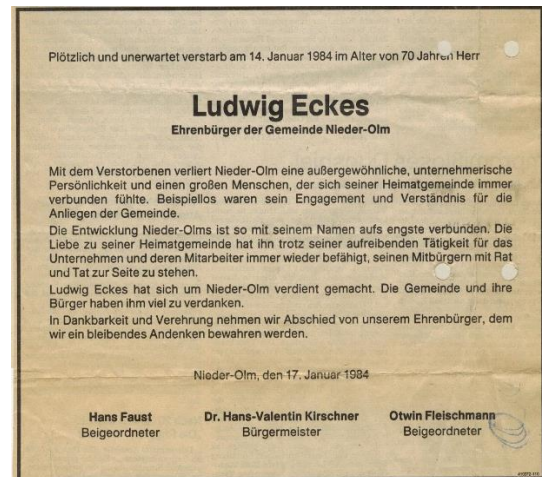 Plötzlich und unerwartet verstarb am 14. Januar 1984 im Alter von 70 Jahren Herr
Ludwig Eckes
Ehrenbürger der Gemeinde Nieder-Olm
Mit dem Verstorbenen verliert Nieder-Olm eine außergewöhnliche, unternehmerische
Persönlichkeit und einen großen Menschen, der sich seiner Heimatgemeinde immer
verbunden fühlte. Beispiellos waren sein Engagement und Verständnis für die
Anliegen der Gemeinde.
Die Entwicklung Nieder-Olms ist so mit seinem Namen aufs engste verbunden. Die
Liebe zu seiner Heimatgemeinde hat ihn trotz seiner aufreibenden Tätigkeit für das
Unternehmen und deren Mitarbeiter immer wieder befähigt, seinen Mitbürgern mit Rat
und Tat zur Seite zu stehen.
Ludwig Eckes hat sich um Nieder-Olm verdient gemacht. Die Gemeinde und ihre
Bürger haben ihm viel zu verdanken.
In Dankbarkeit und Verehrung nehmen wir Abschied von unserem Ehrenbürger, dem
wir ein bleibendes Andenken bewahren werden.
Nieder-Olm, den 17. Januar 1984
Hans Faust Dr. Hans-Valentin Kirschner Otwin Fleischmann
Beigeordneter Bürgermeister Beigeordneter